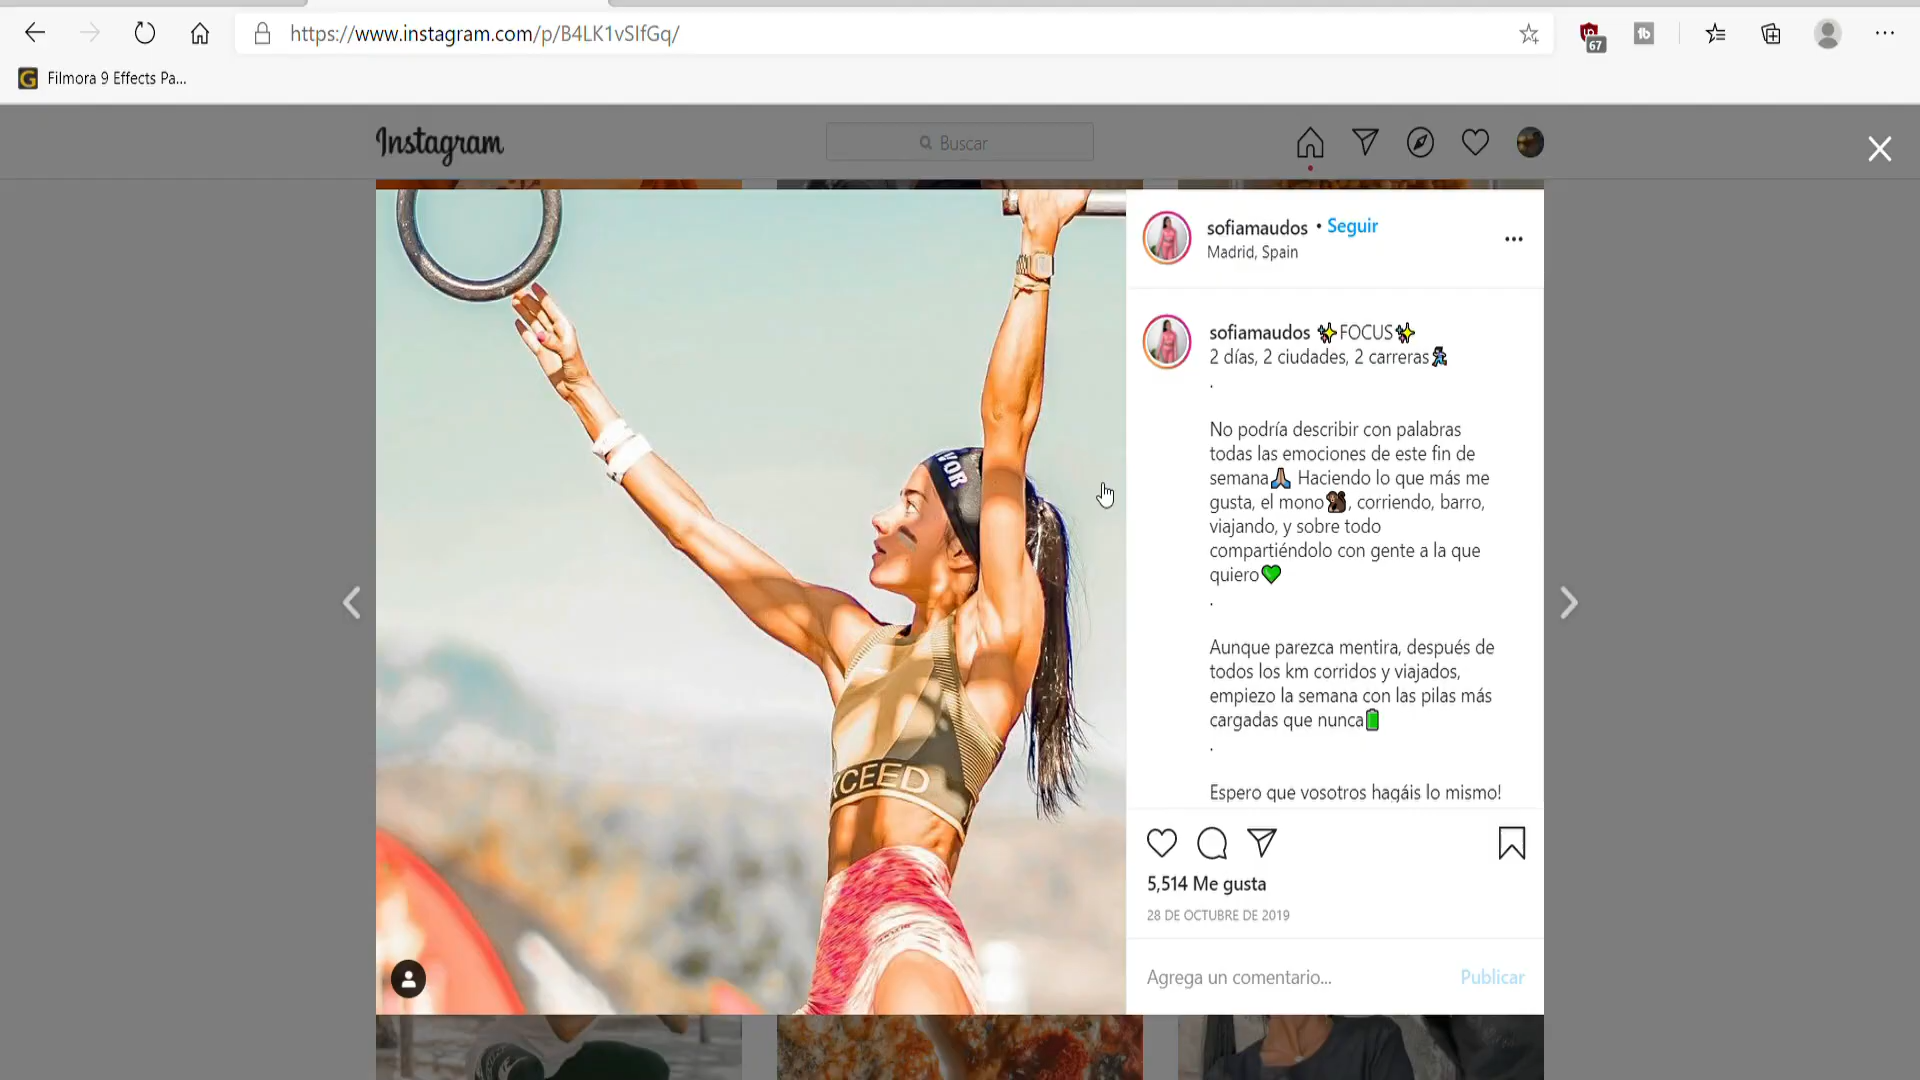 https://www.instagram.com/p/B4LK1vSIfGq/
67
Filmora 9 Effects Pa...
Instagram
Buscar
sofiamaudos • Seguir
Madrid, Spain
sofiamaudos ✨FOCUS✨
2 días, 2 ciudades, 2 carreras
.
No podría describir con palabras
todas las emociones de este fin de
semana🙏 Haciendo lo que más me
gusta, el mono🐒, corriendo, barro,
viajando, y sobre todo
compartiéndolo con gente a la que
quiero💚
.
Aunque parezca mentira, después de
todos los km corridos y viajados,
empiezo la semana con las pilas más
cargadas que nunca🔋
.
Espero que vosotros hagáis lo mismo!
5,514 Me gusta
28 DE OCTUBRE DE 2019
Agrega un comentario... Publicar
VOR
XCEED